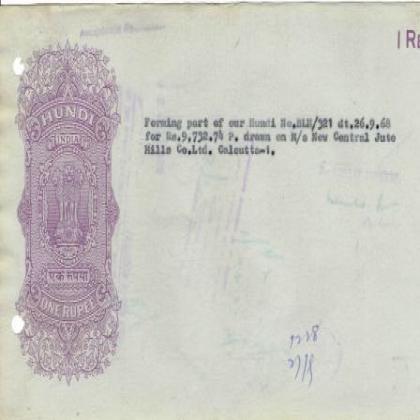 I R
HUNDI
INDIA
Forming part of our Hundi No.BLR/321 dt.26.9.68
for Rs.9,732.74 P. drawn on M/s New Central Jute
Mills Co.Ltd. Calcutta-1.
एक रुपया
ONE RUPEE